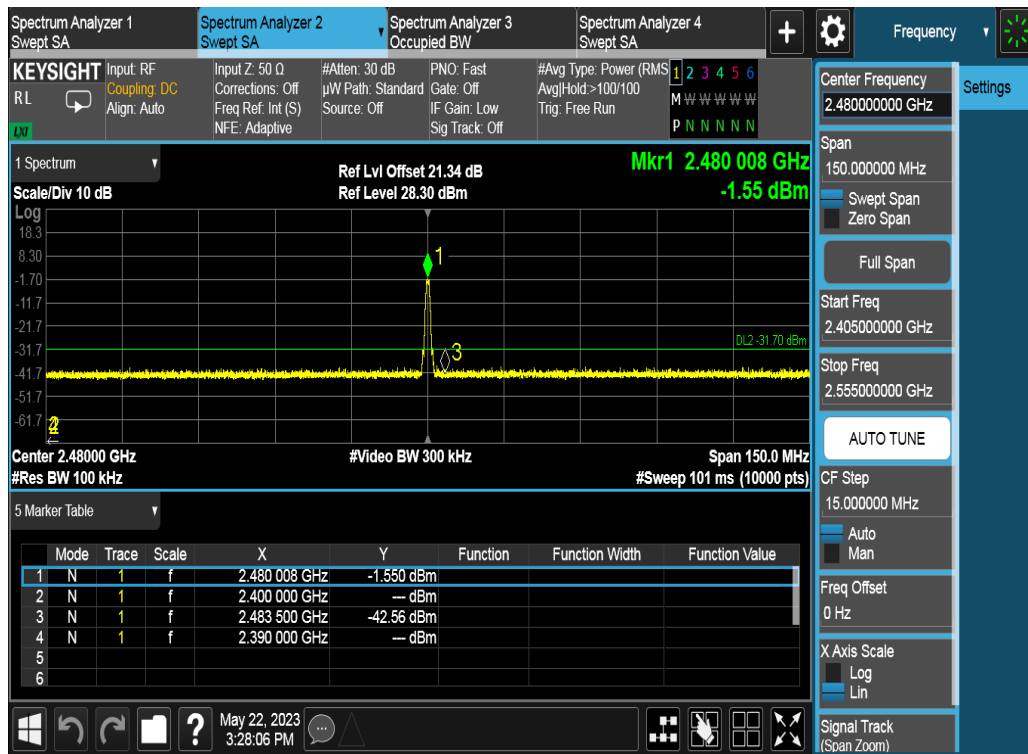 Spectrum Analyzer 1
Swept SA
Spectrum Analyzer 2
Swept SA
Spectrum Analyzer 3
Occupied BW
Spectrum Analyzer 4
Swept SA
+
Frequency
KEYSIGHT
RL
LXI
Input: RF
Coupling: DC
Align: Auto
Input Z: 50 Ω
Corrections: Off
Freq Ref: Int (S)
NFE: Adaptive
#Atten: 30 dB
µW Path: Standard
Source: Off
PNO: Fast
Gate: Off
IF Gain: Low
Sig Track: Off
#Avg Type: Power (RMS
Avg|Hold:>100/100
Trig: Free Run
1 2 3 4 5 6
M W W W W W
P N N N N N
1 Spectrum
Scale/Div 10 dB
Ref Lvl Offset 21.34 dB
Ref Level 28.30 dBm
Mkr1 2.480 008 GHz
-1.55 dBm
Log
18.3
8.30
-1.70
-11.7
-21.7
-31.7
-41.7
-51.7
-61.7
1
3
DL2 -31.70 dBm
Center 2.48000 GHz
#Res BW 100 kHz
#Video BW 300 kHz
Span 150.0 MHz
#Sweep 101 ms (10000 pts)
5 Marker Table
Mode Trace Scale X Y Function Function Width Function Value
1 N 1 f 2.480 008 GHz -1.550 dBm
2 N 1 f 2.400 000 GHz --- dBm
3 N 1 f 2.483 500 GHz -42.56 dBm
4 N 1 f 2.390 000 GHz --- dBm
5
6
?
May 22, 2023
3:28:06 PM
Center Frequency
2.480000000 GHz
Settings
Span
150.000000 MHz
Swept Span
Zero Span
Full Span
Start Freq
2.405000000 GHz
Stop Freq
2.555000000 GHz
AUTO TUNE
CF Step
15.000000 MHz
Auto
Man
Freq Offset
0 Hz
X Axis Scale
Log
Lin
Signal Track
(Span Zoom)